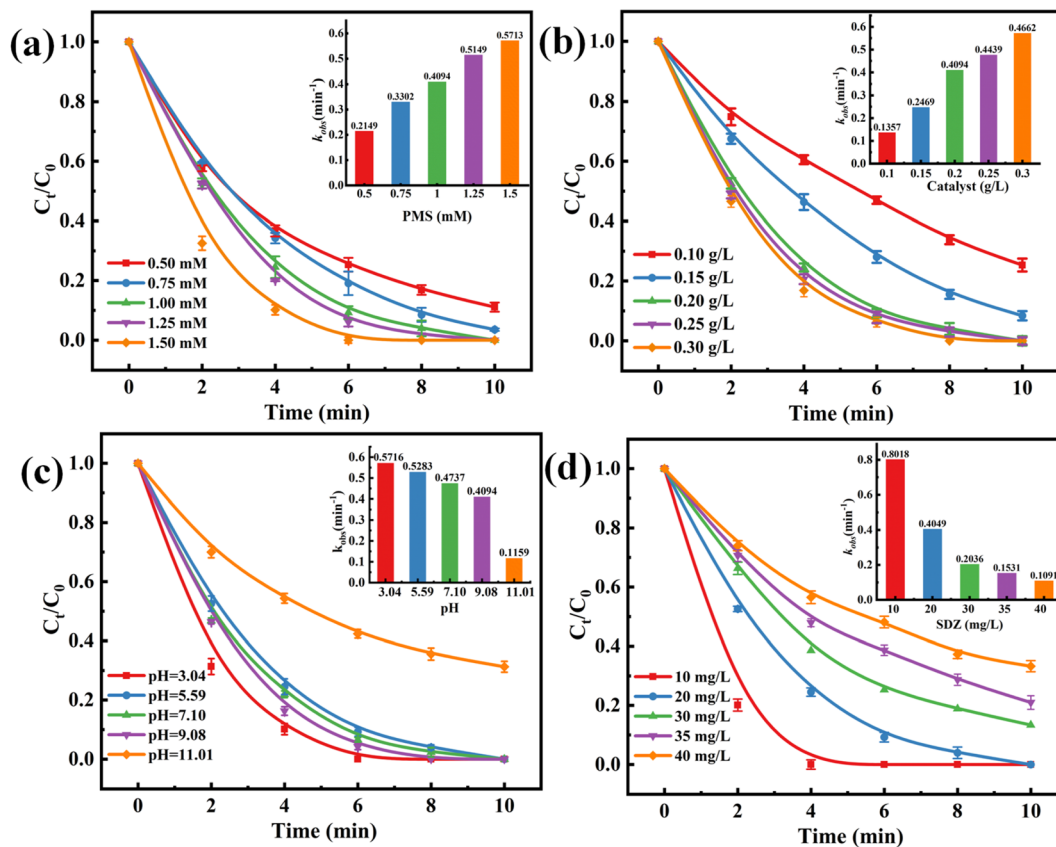 (a)
C_t/C_0
1.0
0.8
0.6
0.4
0.2
0.0
0
2
4
6
8
10
Time (min)
0.50 mM
0.75 mM
1.00 mM
1.25 mM
1.50 mM
k_obs(min⁻¹)
0.6
0.5
0.4
0.3
0.2
0.1
0.0
0.2149
0.3302
0.4094
0.5149
0.5713
0.5
0.75
1
1.25
1.5
PMS (mM)
(b)
C_t/C_0
1.0
0.8
0.6
0.4
0.2
0.0
0
2
4
6
8
10
Time (min)
0.10 g/L
0.15 g/L
0.20 g/L
0.25 g/L
0.30 g/L
k_obs(min⁻¹)
0.6
0.5
0.4
0.3
0.2
0.1
0.0
0.1357
0.2469
0.4094
0.4439
0.4662
0.1
0.15
0.2
0.25
0.3
Catalyst (g/L)
(c)
C_t/C_0
1.0
0.8
0.6
0.4
0.2
0.0
0
2
4
6
8
10
Time (min)
pH=3.04
pH=5.59
pH=7.10
pH=9.08
pH=11.01
k_obs(min⁻¹)
0.6
0.5
0.4
0.3
0.2
0.1
0.0
0.5716
0.5283
0.4737
0.4094
0.1159
3.04
5.59
7.10
9.08
11.01
pH
(d)
C_t/C_0
1.0
0.8
0.6
0.4
0.2
0.0
0
2
4
6
8
10
Time (min)
10 mg/L
20 mg/L
30 mg/L
35 mg/L
40 mg/L
k_obs(min⁻¹)
0.8
0.6
0.4
0.2
0.0
0.8018
0.4049
0.2036
0.1531
0.1091
10
20
30
35
40
SDZ (mg/L)